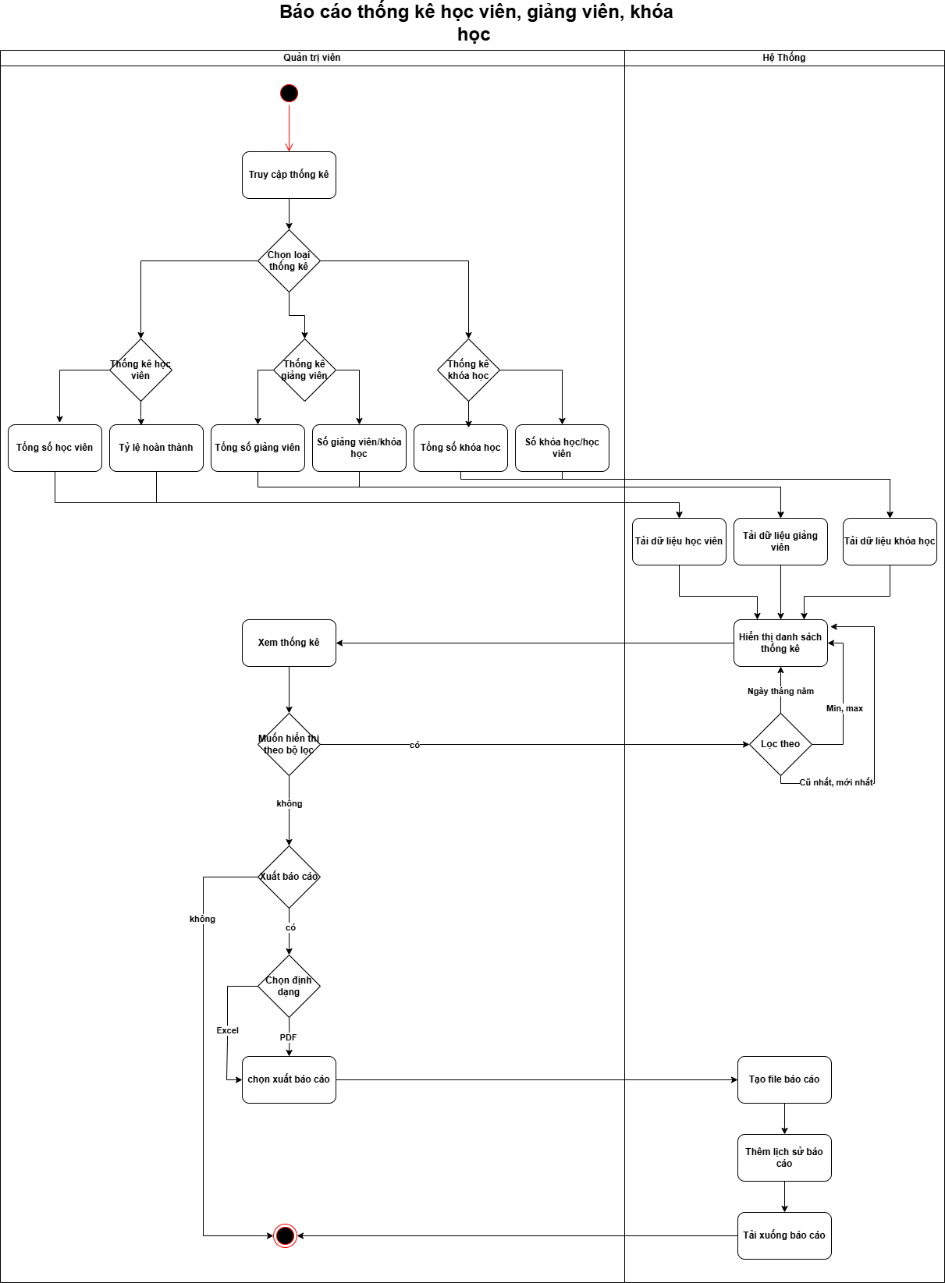 Báo cáo thống kê học viên, giảng viên, khóa
học
Quản trị viên
Hệ Thống
Truy cập thống kê
Chọn loại
thống kê
Thống kê học
viên
Thống kê
giảng viên
Thống kê
khóa học
Tổng số học viên
Tỷ lệ hoàn thành
Tổng số giảng viên
Số giảng viên/khóa
học
Tổng số khóa học
Số khóa học/học
viên
Tải dữ liệu học viên
Tải dữ liệu giảng
viên
Tải dữ liệu khóa học
Xem thống kê
Hiển thị danh sách
thống kê
Ngày tháng năm
Min, max
Muốn hiển thị
theo bộ lọc
có
Lọc theo
Cũ nhất, mới nhất
không
Xuất báo cáo
không
có
Chọn định
dạng
Excel
PDF
chọn xuất báo cáo
Tạo file báo cáo
Thêm lịch sử báo
cáo
Tải xuống báo cáo